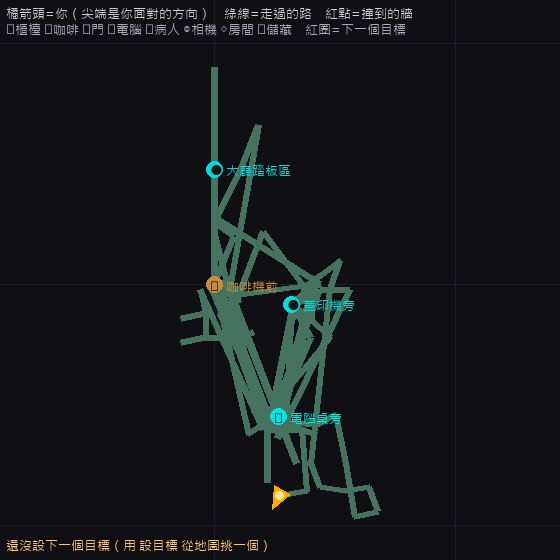 橘箭頭=你（尖端是你面對的方向） 綠線=走過的路 紅點=撞到的牆
櫃檯 咖啡 門 電腦 病人 相機 ◇房間 儲藏 紅圈=下一個目標
大廳踏板區
咖啡機前
蓋印機旁
電腦桌旁
還沒設下一個目標（用 設目標 從地圖挑一個）